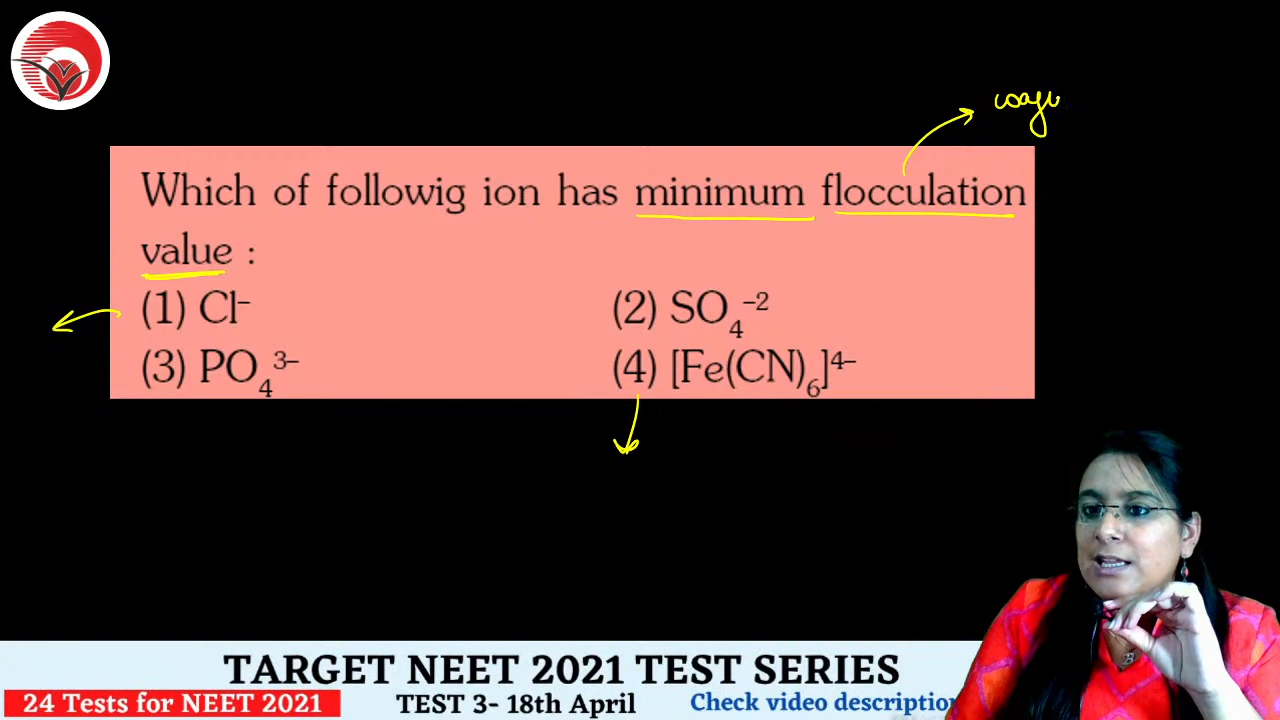 coagu
Which of followig ion has minimum flocculation
value :
(1) Cl⁻ (2) SO₄⁻²
(3) PO₄³⁻ (4) [Fe(CN)₆]⁴⁻
TARGET NEET 2021 TEST SERIES
24 Tests for NEET 2021 TEST 3- 18th April Check video description